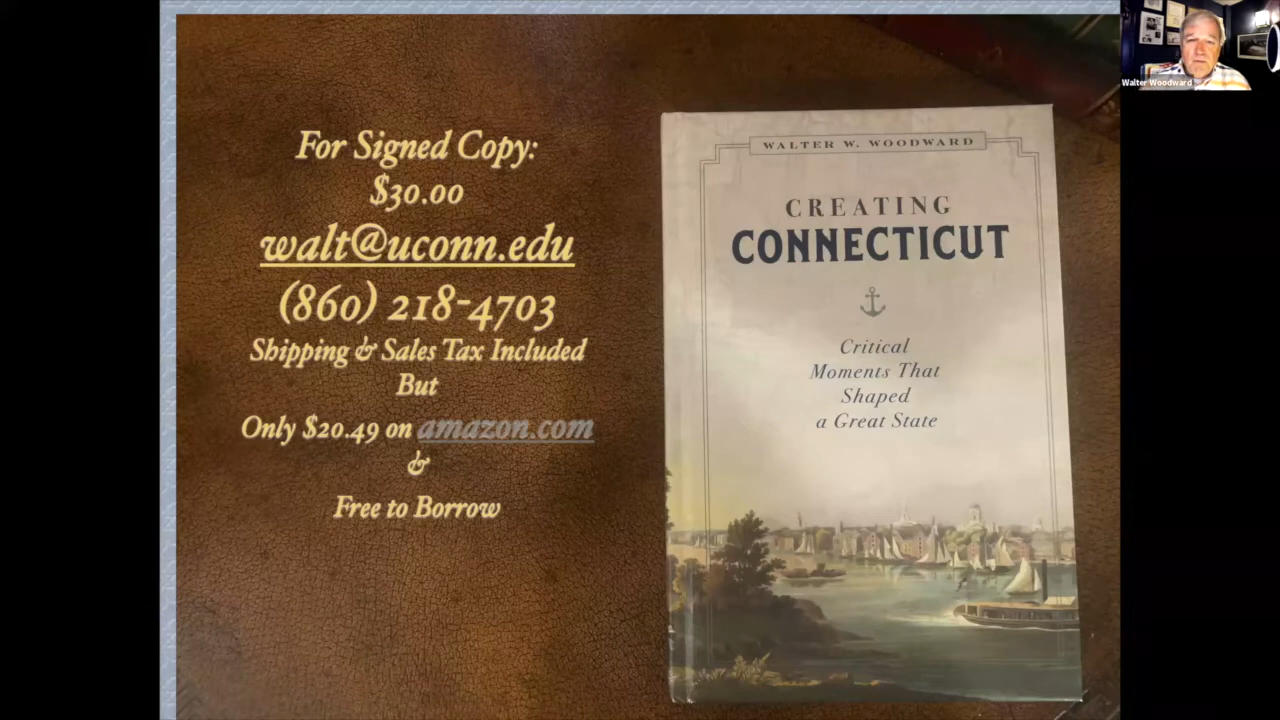 For Signed Copy:
$30.00
walt@uconn.edu
(860) 218-4703
Shipping & Sales Tax Included
But
Only $20.49 on amazon.com
&
Free to Borrow
WALTER W. WOODWARD
CREATING
CONNECTICUT
Critical
Moments That
Shaped
a Great State
Walter Woodward